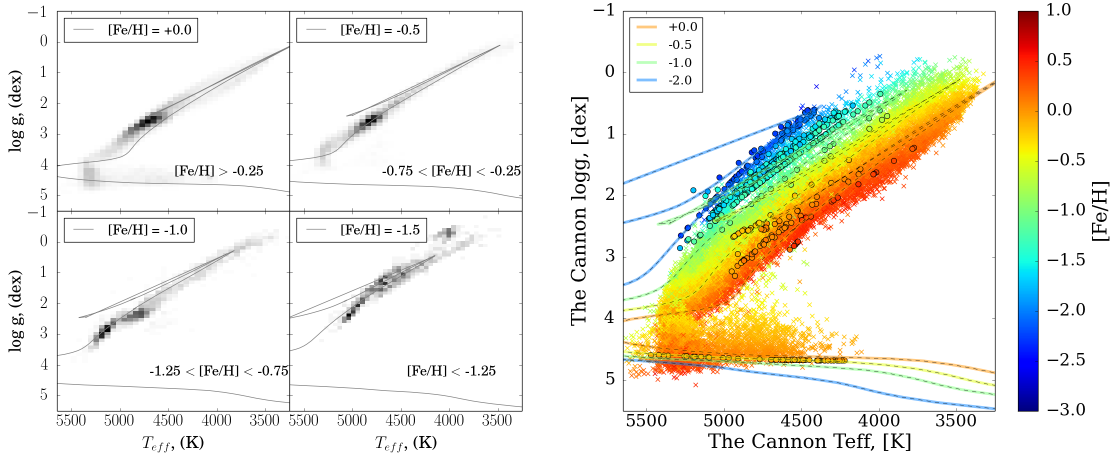 [Fe/H] = +0.0
[Fe/H] > -0.25
[Fe/H] = -0.5
-0.75 < [Fe/H] < -0.25
[Fe/H] = -1.0
-1.25 < [Fe/H] < -0.75
[Fe/H] = -1.5
[Fe/H] < -1.25
−1
0
1
2
3
4
5
log g, (dex)
−1
0
1
2
3
4
5
log g, (dex)
5500 5000 4500 4000 3500
5500 5000 4500 4000 3500
T_eff, (K)
T_eff, (K)
+0.0
-0.5
-1.0
-2.0
−1
0
1
2
3
4
5
The Cannon logg, [dex]
5500 5000 4500 4000 3500
The Cannon Teff, [K]
1.0
0.5
0.0
−0.5
−1.0
−1.5
−2.0
−2.5
−3.0
[Fe/H]